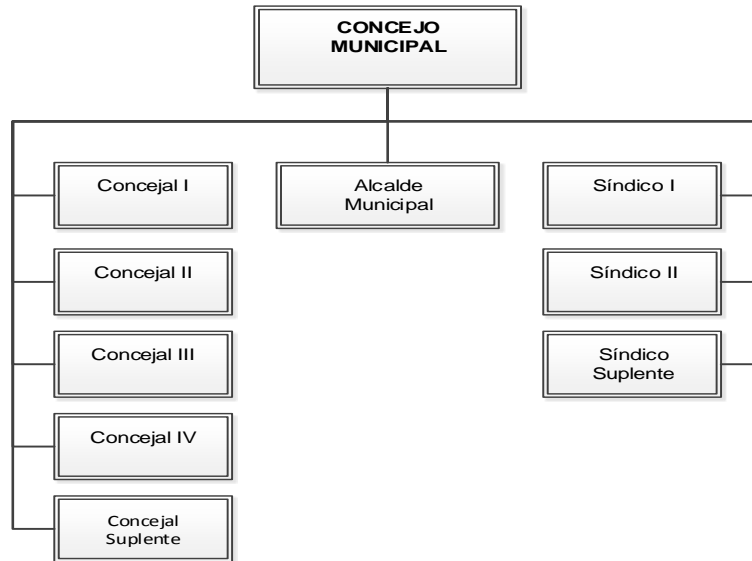 CONCEJO
MUNICIPAL
Concejal I
Alcalde
Municipal
Síndico I
Concejal II
Síndico II
Concejal III
Síndico
Suplente
Concejal IV
Concejal
Suplente